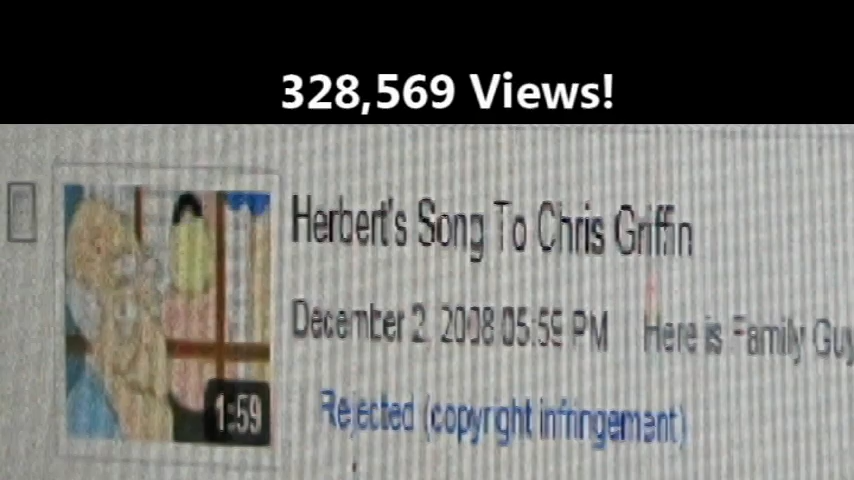 328,569 Views!
Herbert's Song To Chris Griffin
December 2, 2008 05:59 PM Here is Family Guy
1:59
Rejected (copyright infringement)